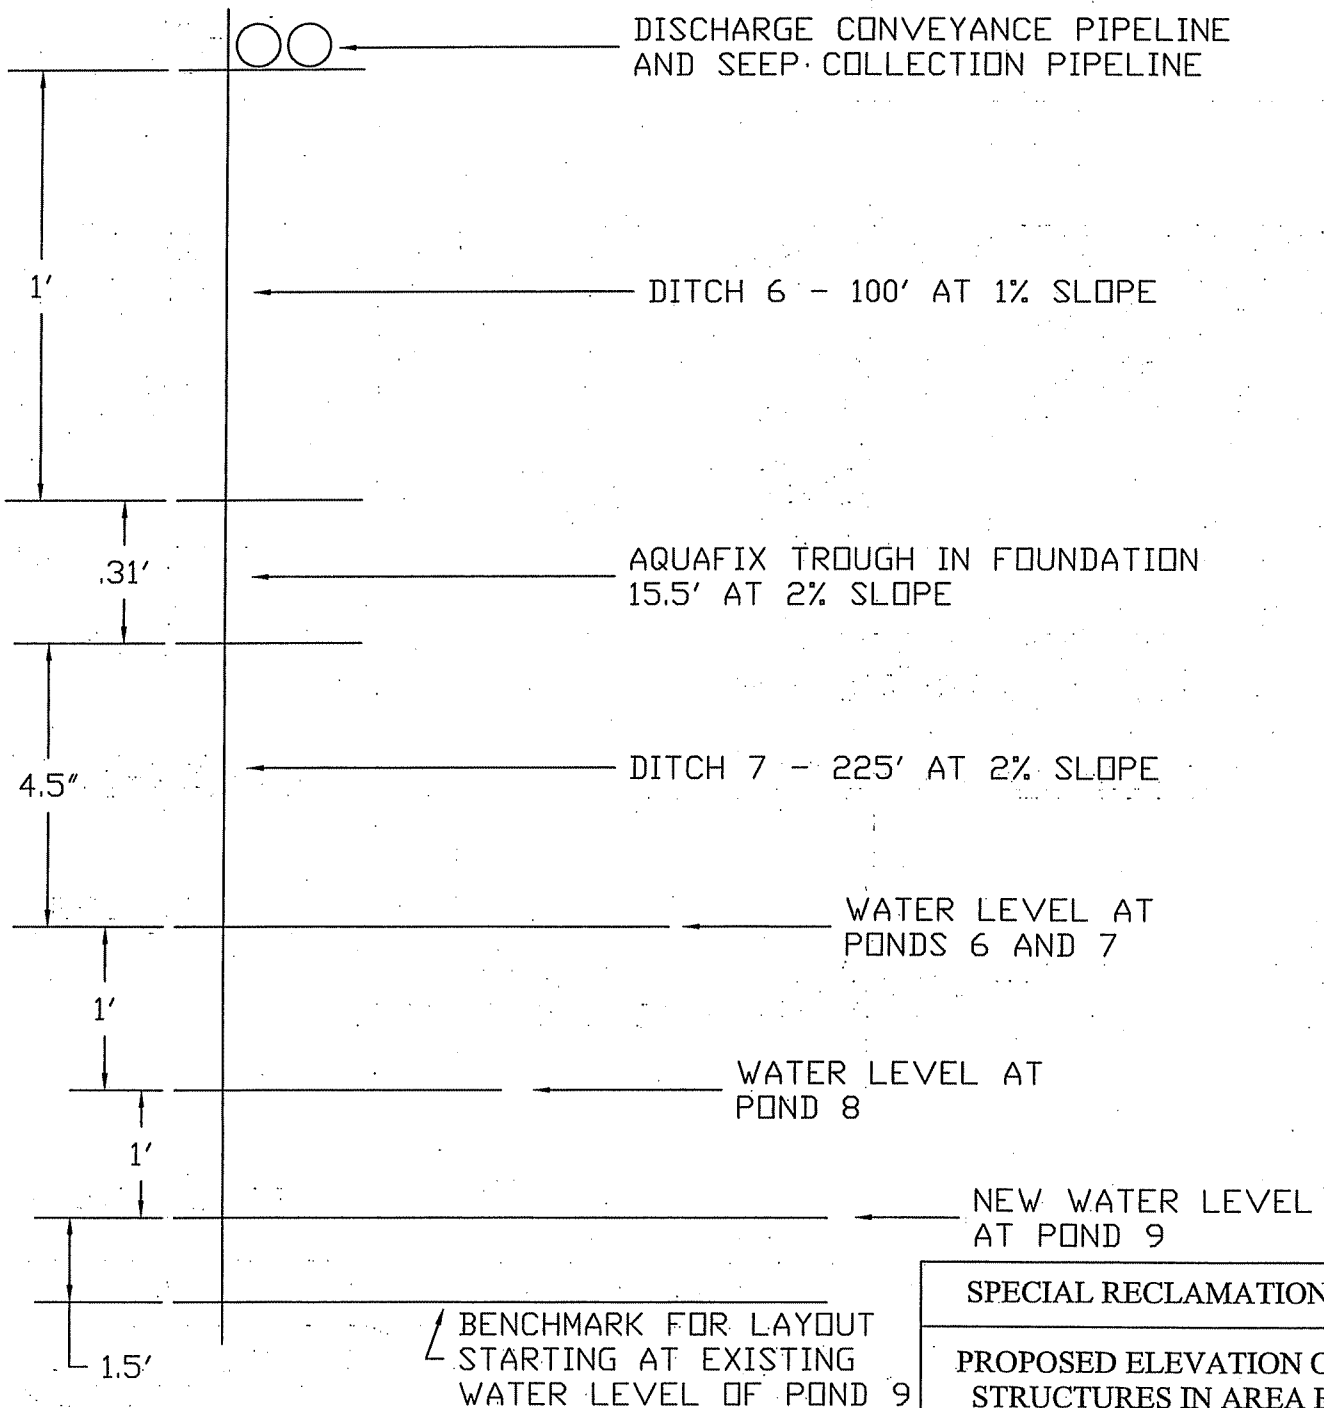 DISCHARGE CONVEYANCE PIPELINE
AND SEEP COLLECTION PIPELINE
1'
DITCH 6 - 100' AT 1% SLOPE
.31'
AQUAFIX TROUGH IN FOUNDATION
15.5' AT 2% SLOPE
4.5"
DITCH 7 - 225' AT 2% SLOPE
WATER LEVEL AT
PONDS 6 AND 7
1'
WATER LEVEL AT
POND 8
1'
NEW WATER LEVEL
AT POND 9
1.5'
BENCHMARK FOR LAYOUT
STARTING AT EXISTING
WATER LEVEL OF POND 9
SPECIAL RECLAMATION
PROPOSED ELEVATION O
STRUCTURES IN AREA B